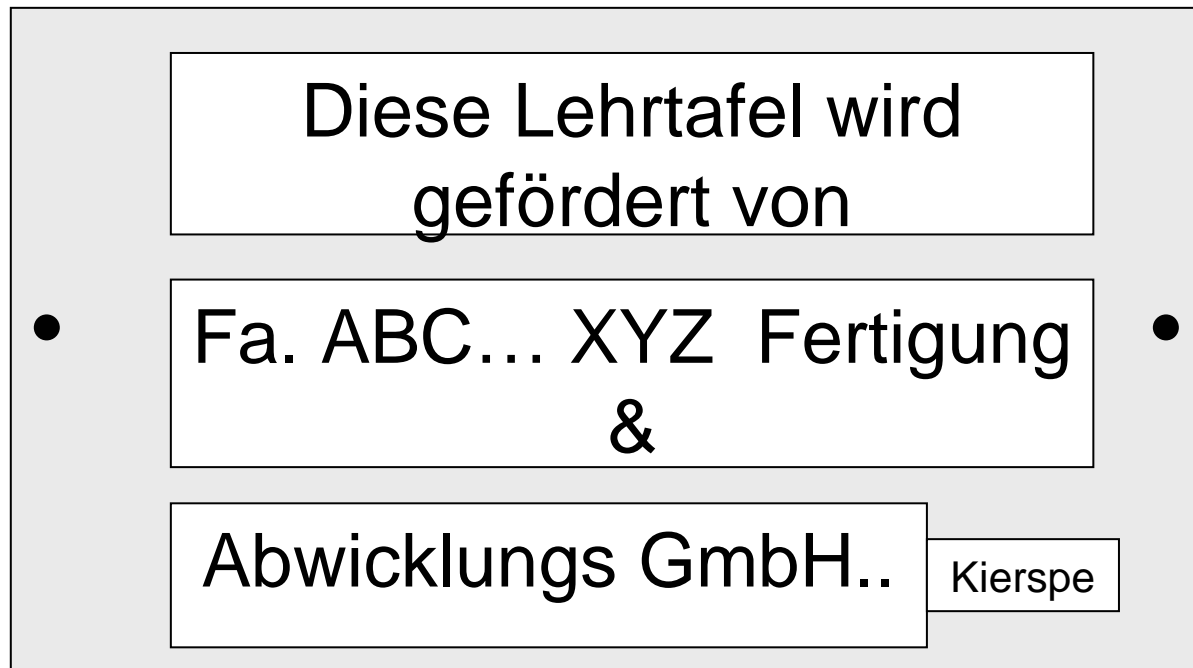 Diese Lehrtafel wird
gefördert von
Fa. ABC... XYZ Fertigung
&
Abwicklungs GmbH..
Kierspe